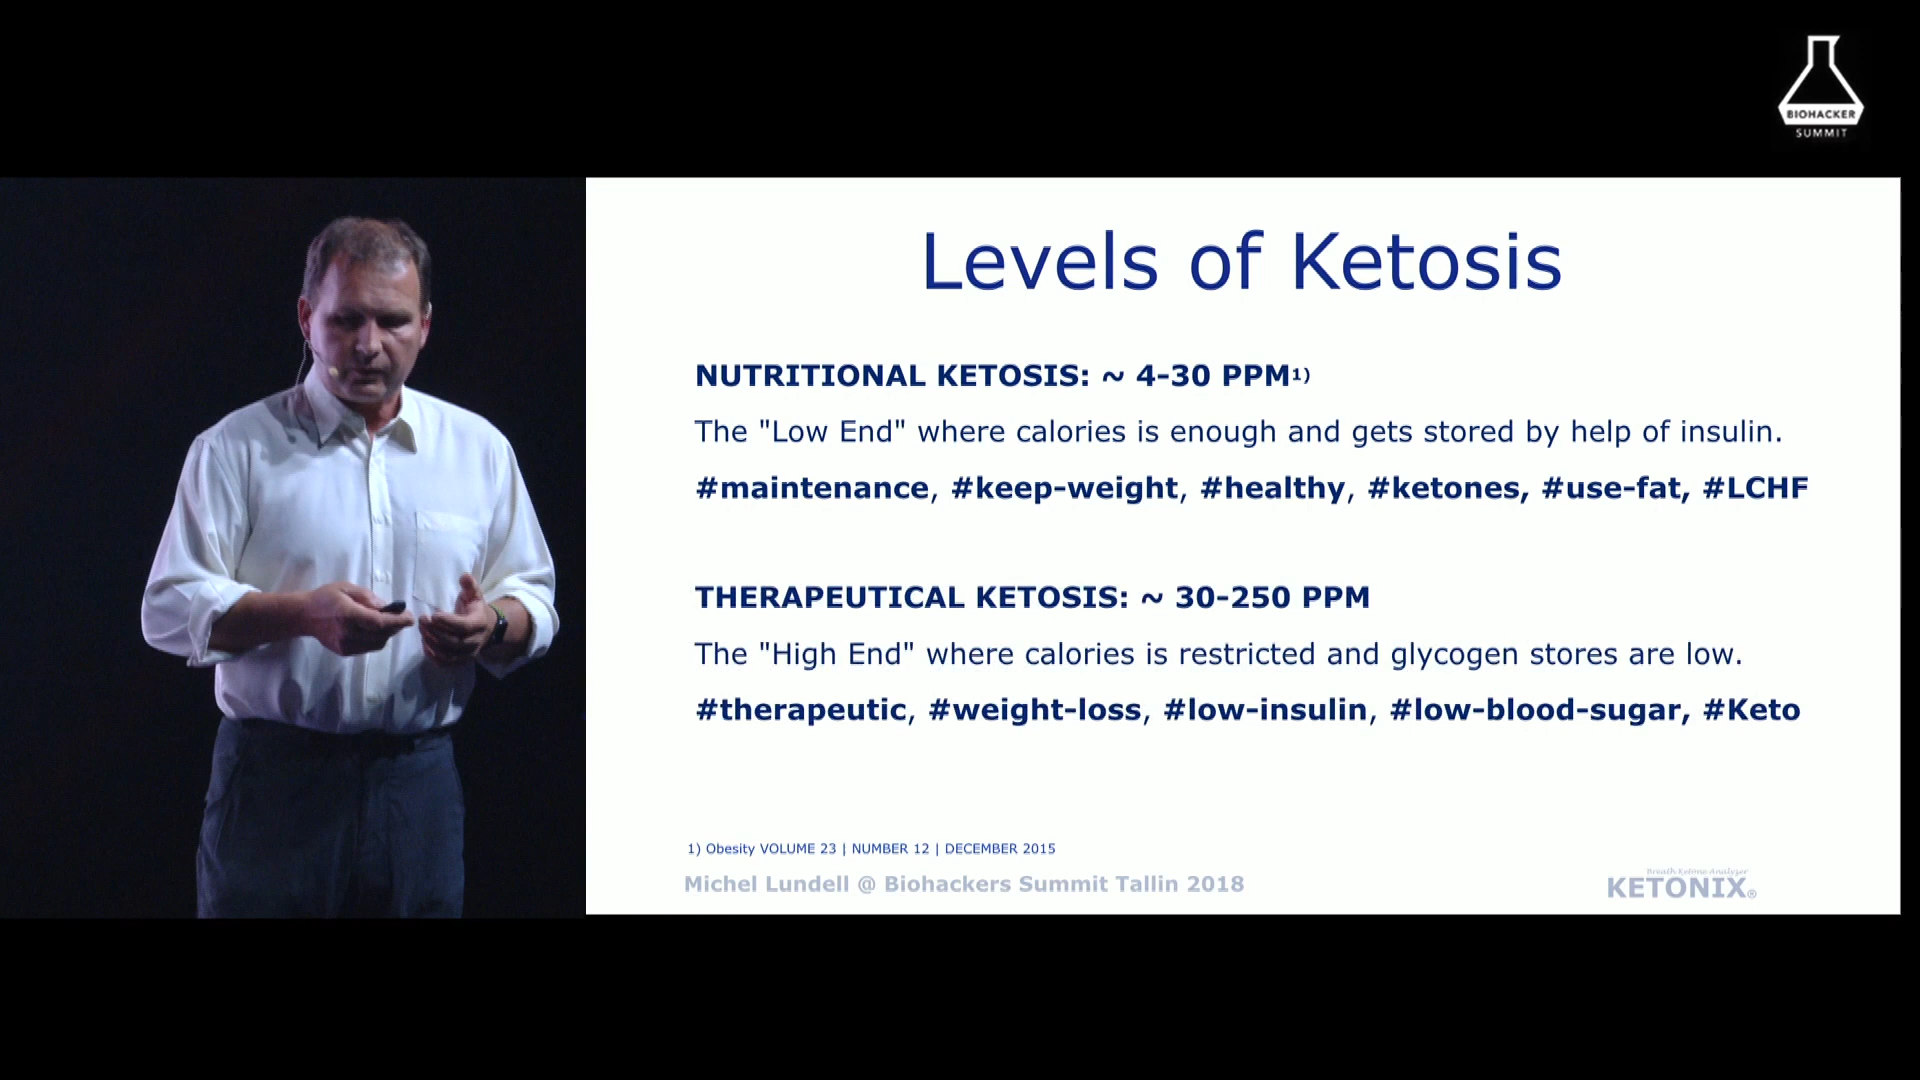 BIOHACKER
SUMMIT
Levels of Ketosis
NUTRITIONAL KETOSIS: ~ 4-30 PPM1)
The "Low End" where calories is enough and gets stored by help of insulin.
#maintenance, #keep-weight, #healthy, #ketones, #use-fat, #LCHF
THERAPEUTICAL KETOSIS: ~ 30-250 PPM
The "High End" where calories is restricted and glycogen stores are low.
#therapeutic, #weight-loss, #low-insulin, #low-blood-sugar, #Keto
1) Obesity VOLUME 23 | NUMBER 12 | DECEMBER 2015
Michel Lundell @ Biohackers Summit Tallin 2018
Breath Ketone Analyzer
KETONIX®